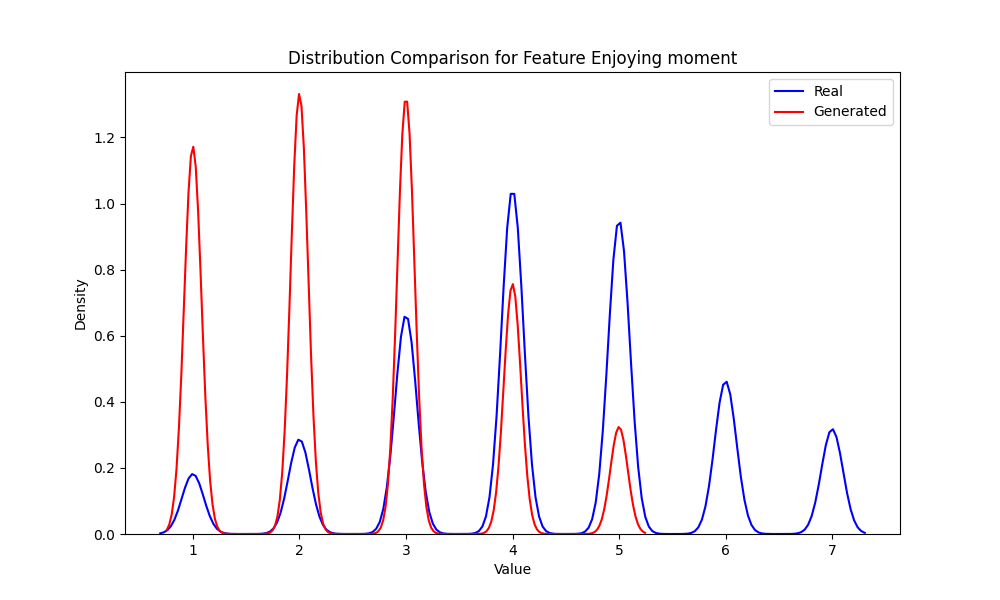 Distribution Comparison for Feature Enjoying moment
Real
Generated
Density
1.2
1.0
0.8
0.6
0.4
0.2
0.0
1 2 3 4 5 6 7
Value